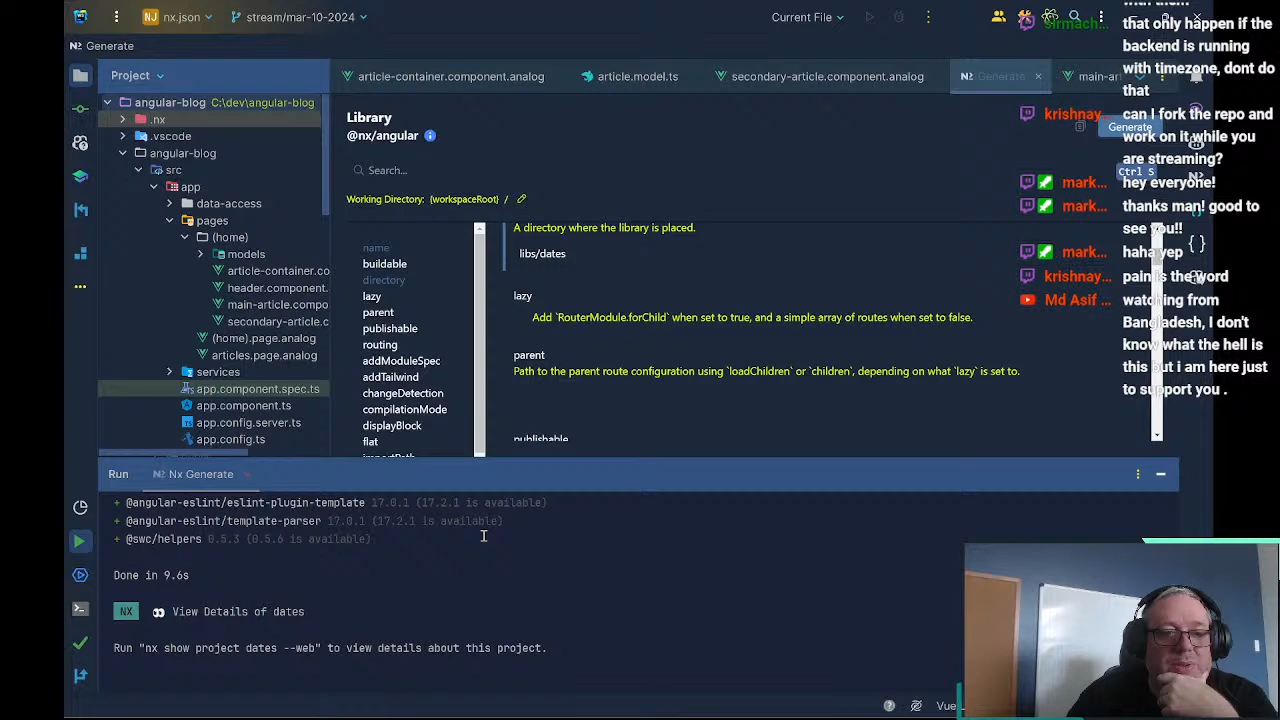 nx.json
stream/mar-10-2024
Current File
N2 Generate
Project
article-container.component.analog
article.model.ts
secondary-article.component.analog
N2 Generate
main-art
angular-blog C:\dev\angular-blog
.nx
.vscode
angular-blog
src
app
data-access
pages
(home)
models
article-container.co
header.component.
main-article.compo
secondary-article.c
(home).page.analog
articles.page.analog
services
app.component.spec.ts
app.component.ts
app.config.server.ts
app.config.ts
Library
@nx/angular
Generate
Ctrl S
Search...
Working Directory: {workspaceRoot} /
name
buildable
directory
lazy
parent
publishable
routing
addModuleSpec
addTailwind
changeDetection
compilationMode
displayBlock
flat
importPath
A directory where the library is placed.
libs/dates
lazy
Add `RouterModule.forChild` when set to true, and a simple array of routes when set to false.
parent
Path to the parent route configuration using `loadChildren` or `children`, depending on what `lazy` is set to.
publishable
Run
N2 Nx Generate
+ @angular-eslint/eslint-plugin-template 17.0.1 (17.2.1 is available)
+ @angular-eslint/template-parser 17.0.1 (17.2.1 is available)
+ @swc/helpers 0.5.3 (0.5.6 is available)
Done in 9.6s
NX View Details of dates
Run "nx show project dates --web" to view details about this project.
Vue
sirmach...
that only happen if the
backend is running
with timezone, dont do
that
krishnay...
can I fork the repo and
work on it while you
are streaming?
mark... hey everyone!
mark... thanks man! good to
see you!!
mark... haha yep
krishnay... pain is the word
Md Asif ... watching from
Bangladesh, I don't
know what the hell is
this but i am here just
to support you .